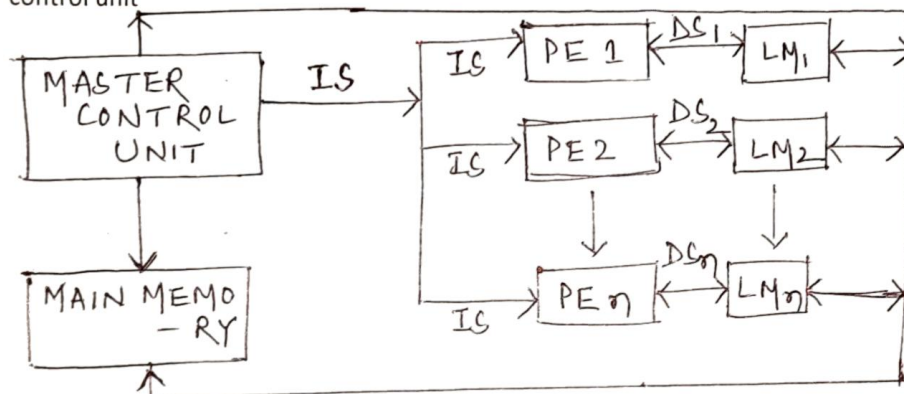 control unit
MASTER
CONTROL
UNIT
IS
IS
PE 1
DS1
LM1
IS
PE 2
DS2
LM2
IS
PE n
DSn
LMn
MAIN MEMO
- RY